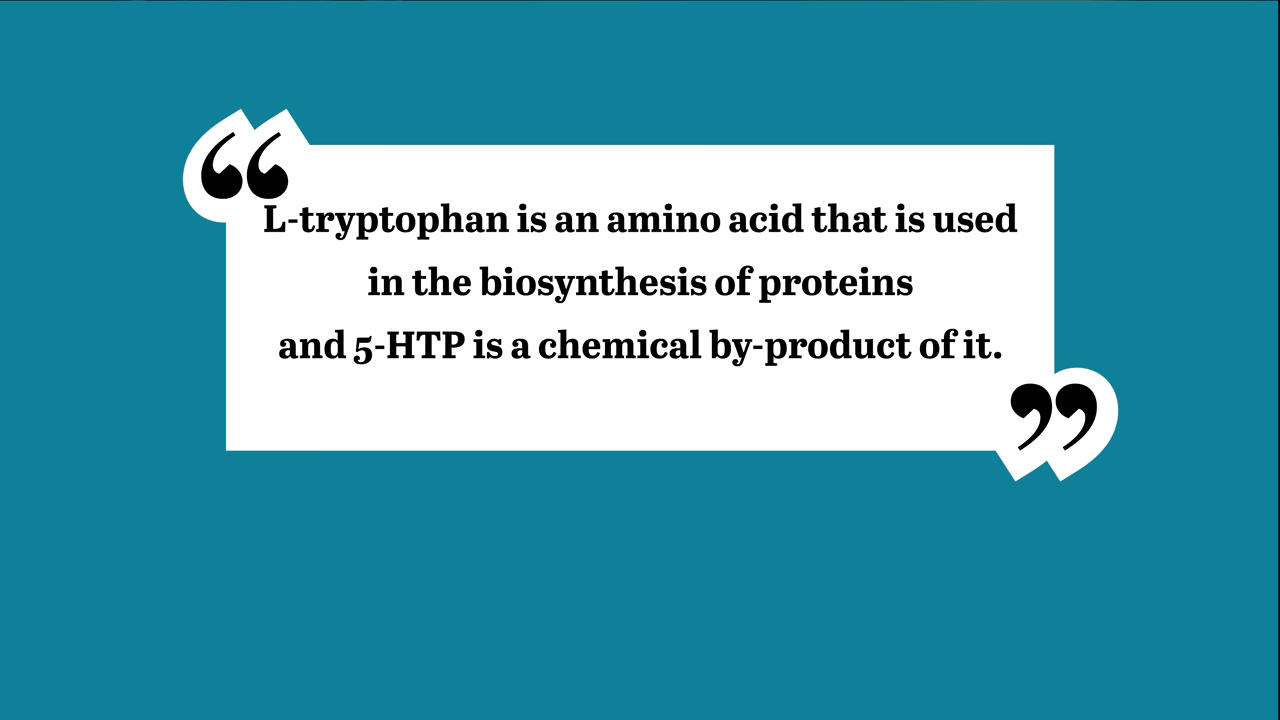 “
L-tryptophan is an amino acid that is used
in the biosynthesis of proteins
and 5-HTP is a chemical by-product of it.
”